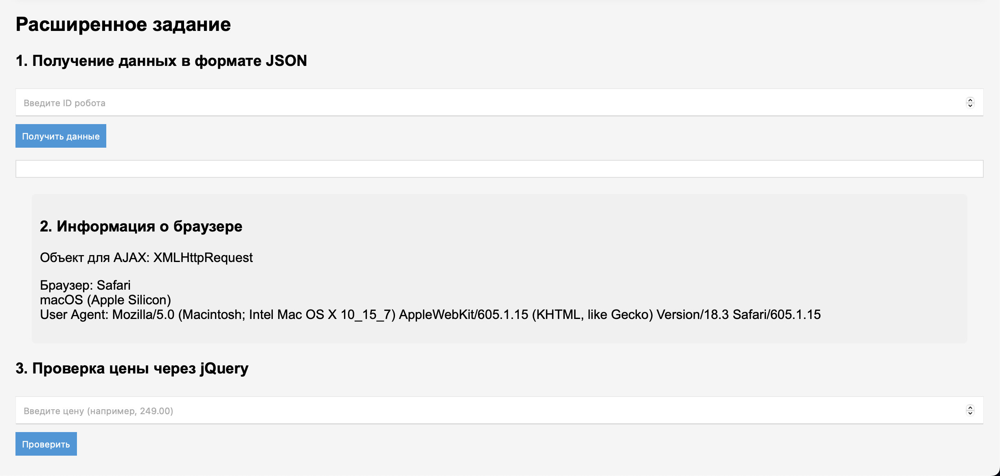 Расширенное задание
1. Получение данных в формате JSON
Введите ID робота
Получить данные
2. Информация о браузере
Объект для AJAX: XMLHttpRequest
Браузер: Safari
macOS (Apple Silicon)
User Agent: Mozilla/5.0 (Macintosh; Intel Mac OS X 10_15_7) AppleWebKit/605.1.15 (KHTML, like Gecko) Version/18.3 Safari/605.1.15
3. Проверка цены через jQuery
Введите цену (например, 249.00)
Проверить